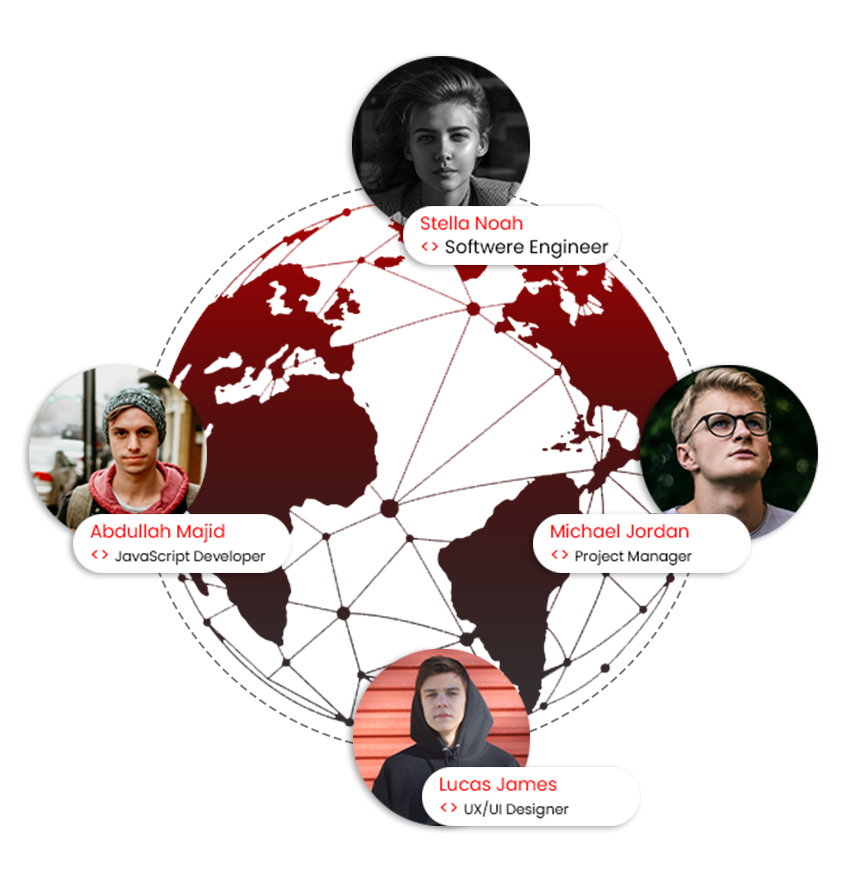 Stella Noah
<> Softwere Engineer
Abdullah Majid
<> JavaScript Developer
Michael Jordan
<> Project Manager
Lucas James
<> UX/UI Designer